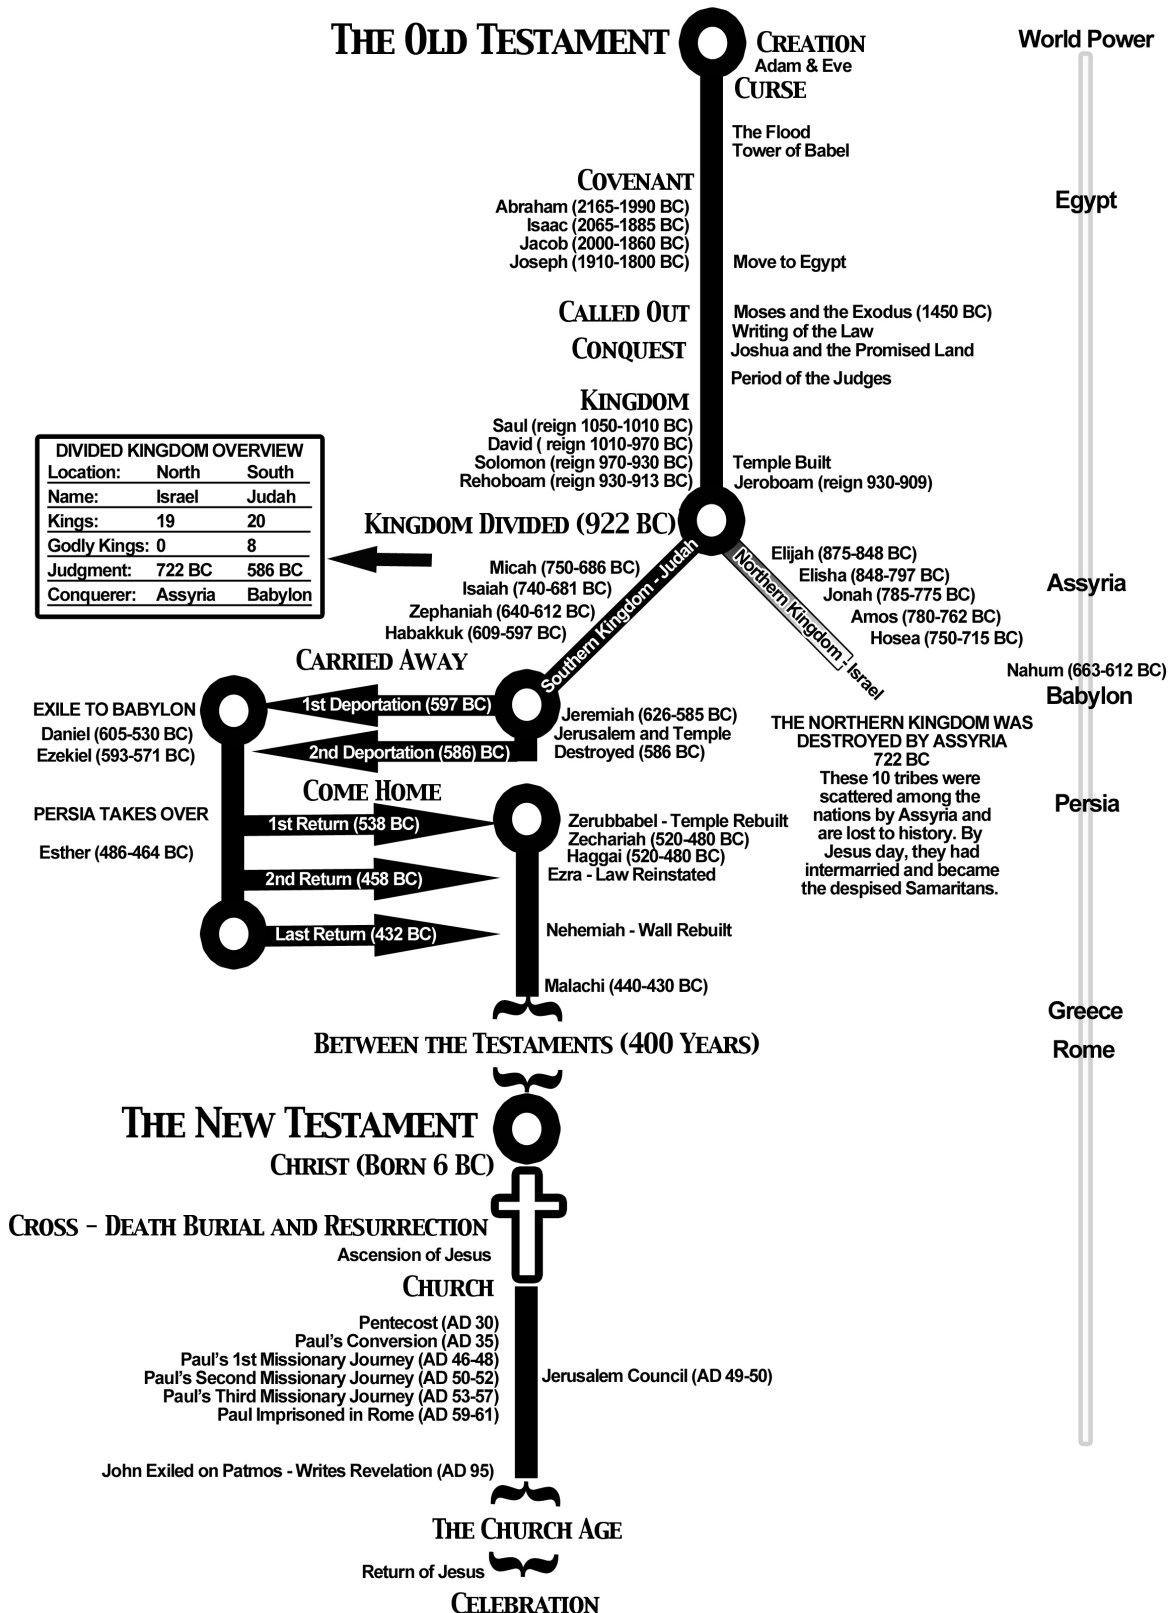 THE OLD TESTAMENT
CREATION
World Power
Adam & Eve
CURSE
The Flood
Tower of Babel
COVENANT
Abraham (2165-1990 BC)
Egypt
Isaac (2065-1885 BC)
Jacob (2000-1860 BC)
Joseph (1910-1800 BC)
Move to Egypt
CALLED OUT
Moses and the Exodus (1450 BC)
Writing of the Law
CONQUEST
Joshua and the Promised Land
Period of the Judges
KINGDOM
Saul (reign 1050-1010 BC)
David ( reign 1010-970 BC)
Solomon (reign 970-930 BC)
Temple Built
Rehoboam (reign 930-913 BC)
Jeroboam (reign 930-909)
DIVIDED KINGDOM OVERVIEW
Location: North South
Name: Israel Judah
Kings: 19 20
Godly Kings: 0 8
Judgment: 722 BC 586 BC
Conquerer: Assyria Babylon
KINGDOM DIVIDED (922 BC)
Micah (750-686 BC)
Isaiah (740-681 BC)
Zephaniah (640-612 BC)
Habakkuk (609-597 BC)
Southern Kingdom - Judah
Northern Kingdom - Israel
Elijah (875-848 BC)
Elisha (848-797 BC)
Jonah (785-775 BC)
Amos (780-762 BC)
Hosea (750-715 BC)
Assyria
Nahum (663-612 BC)
Babylon
CARRIED AWAY
EXILE TO BABYLON
Daniel (605-530 BC)
Ezekiel (593-571 BC)
1st Deportation (597 BC)
2nd Deportation (586) BC)
Jeremiah (626-585 BC)
Jerusalem and Temple
Destroyed (586 BC)
THE NORTHERN KINGDOM WAS
DESTROYED BY ASSYRIA
722 BC
These 10 tribes were
scattered among the
nations by Assyria and
are lost to history. By
Jesus day, they had
intermarried and became
the despised Samaritans.
Persia
COME HOME
PERSIA TAKES OVER
Esther (486-464 BC)
1st Return (538 BC)
2nd Return (458 BC)
Last Return (432 BC)
Zerubbabel - Temple Rebuilt
Zechariah (520-480 BC)
Haggai (520-480 BC)
Ezra - Law Reinstated
Nehemiah - Wall Rebuilt
Malachi (440-430 BC)
Greece
BETWEEN THE TESTAMENTS (400 YEARS)
Rome
THE NEW TESTAMENT
CHRIST (BORN 6 BC)
CROSS - DEATH BURIAL AND RESURRECTION
Ascension of Jesus
CHURCH
Pentecost (AD 30)
Paul's Conversion (AD 35)
Paul's 1st Missionary Journey (AD 46-48)
Paul's Second Missionary Journey (AD 50-52)
Jerusalem Council (AD 49-50)
Paul's Third Missionary Journey (AD 53-57)
Paul Imprisoned in Rome (AD 59-61)
John Exiled on Patmos - Writes Revelation (AD 95)
THE CHURCH AGE
Return of Jesus
CELEBRATION